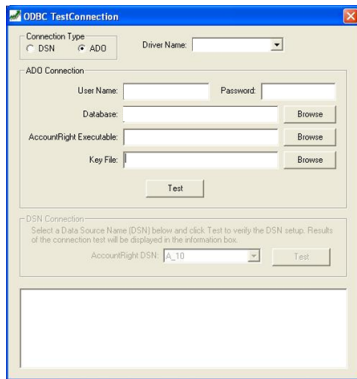 ODBC TestConnection
Connection Type
DSN
ADO
Driver Name:
ADO Connection
User Name:
Password:
Database:
Browse
AccountRight Executable:
Browse
Key File:
Browse
Test
DSN Connection
Select a Data Source Name (DSN) below and click Test to verify the DSN setup. Results
of the connection test will be displayed in the information box.
AccountRight DSN:
A_10
Test